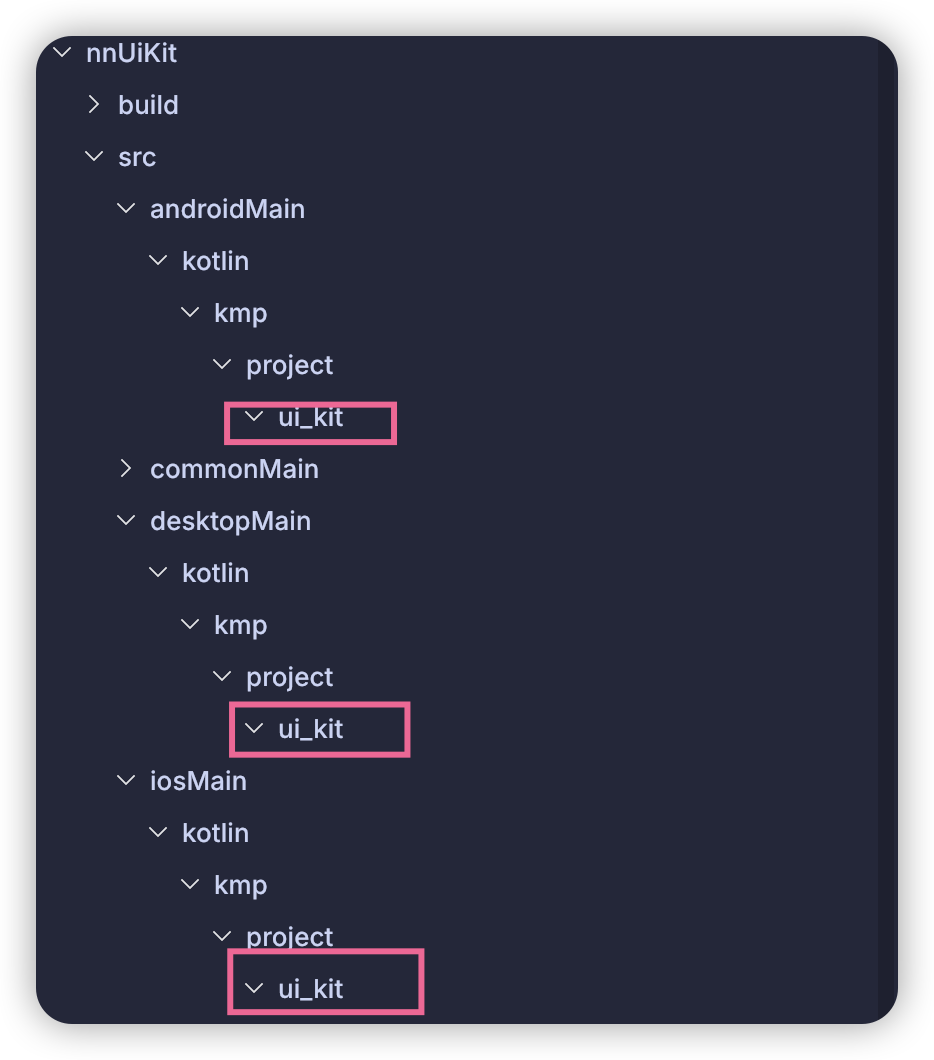 nnUiKit
build
src
androidMain
kotlin
kmp
project
ui_kit
commonMain
desktopMain
kotlin
kmp
project
ui_kit
iosMain
kotlin
kmp
project
ui_kit